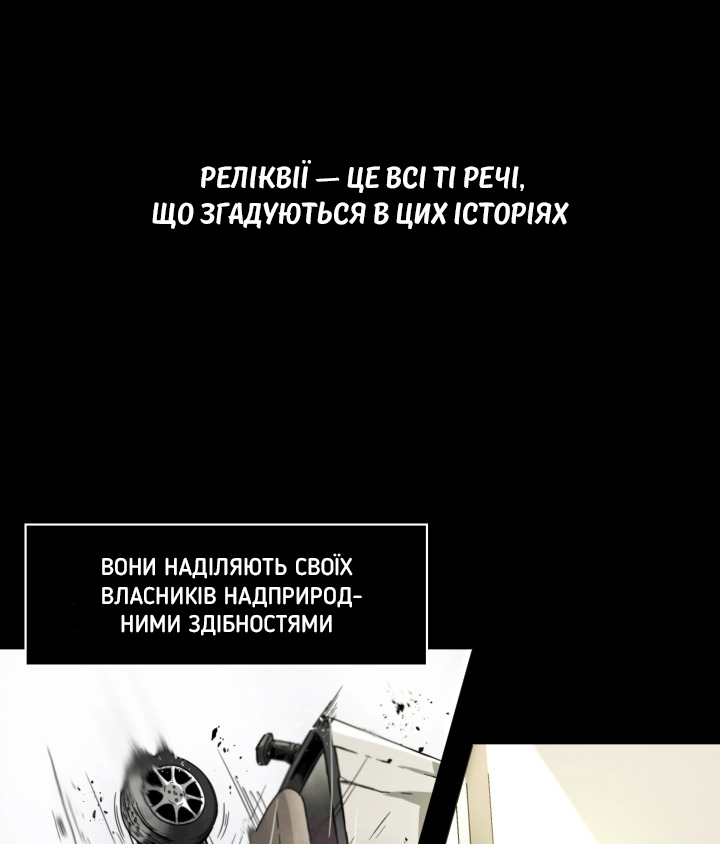 РЕЛІКВІЇ — ЦЕ ВСІ ТІ РЕЧІ,
ЩО ЗГАДУЮТЬСЯ В ЦИХ ІСТОРІЯХ
ВОНИ НАДІЛЯЮТЬ СВОЇХ
ВЛАСНИКІВ НАДПРИРОД-
НИМИ ЗДІБНОСТЯМИ